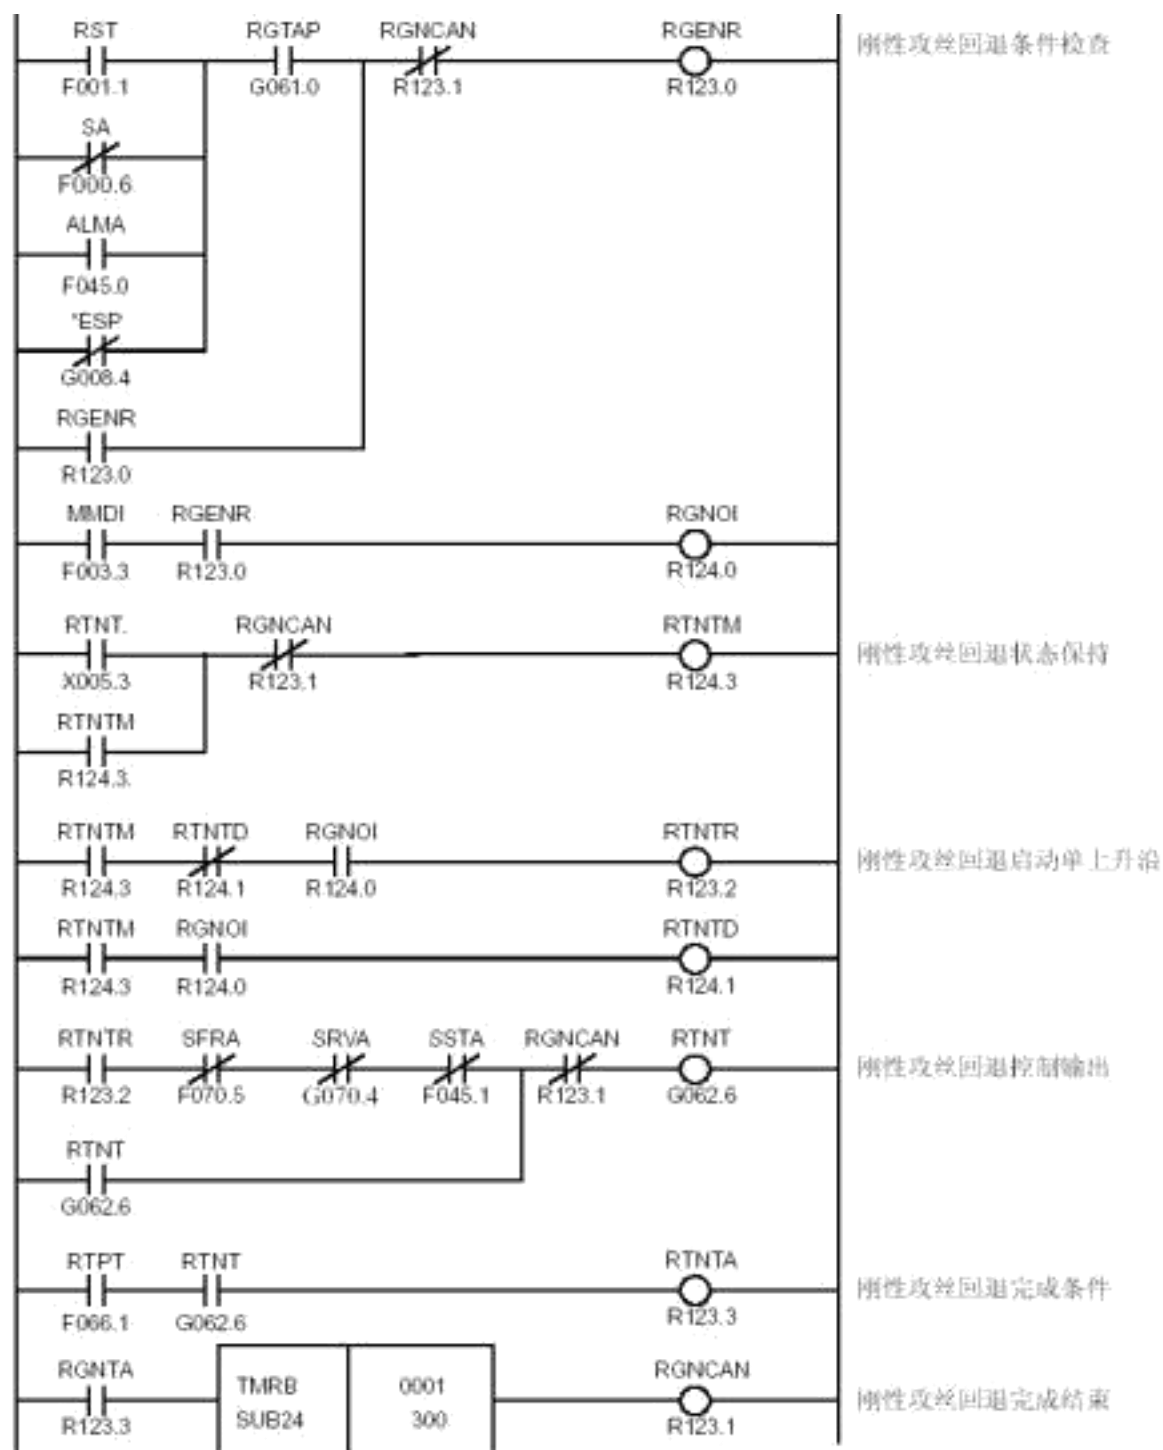 RST RGTAP RGNCAN RGENR 刚性攻丝回退条件检查
F001.1 G061.0 R123.1 R123.0
SA
F000.6
ALMA
F045.0
*ESP
G008.4
RGENR
R123.0
MMDI RGENR RGNOI
F003.3 R123.0 R124.0
RTNT. RGNCAN RTNTM 刚性攻丝回退状态保持
X005.3 R123.1 R124.3
RTNTM
R124.3.
RTNTM RTNTD RGNOI RTNTR 刚性攻丝回退启动单上升沿
R124.3 R124.1 R124.0 R123.2
RTNTM RGNOI RTNTD
R124.3 R124.0 R124.1
RTNTR SFRA SRVA SSTA RGNCAN RTNT 刚性攻丝回退控制输出
R123.2 F070.5 G070.4 F045.1 R123.1 G062.6
RTNT
G062.6
RTPT RTNT RTNTA 刚性攻丝回退完成条件
F066.1 G062.6 R123.3
RGNTA TMRB 0001 RGNCAN 刚性攻丝回退完成结束
R123.3 SUB24 300 R123.1